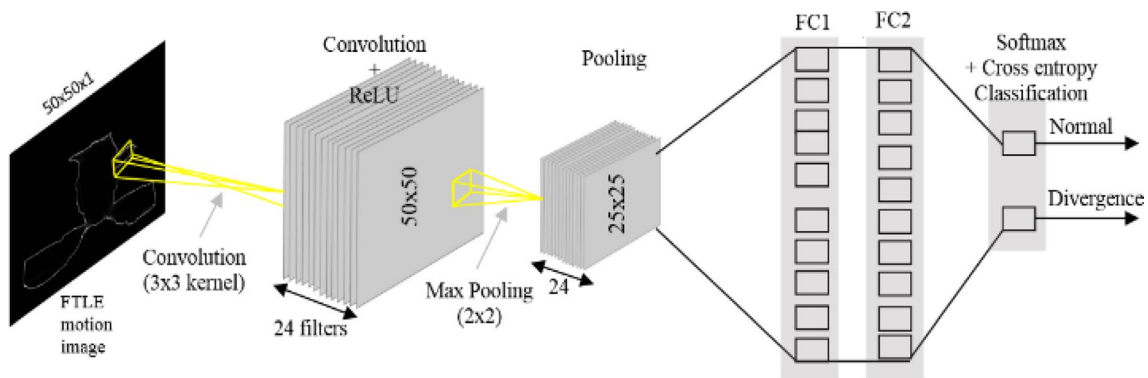 50x50x1
FTLE
motion
image
Convolution
(3x3 kernel)
Convolution
+
ReLU
50x50
24 filters
Max Pooling
(2x2)
Pooling
25x25
24
FC1
FC2
Softmax
+ Cross entropy
Classification
Normal
Divergence